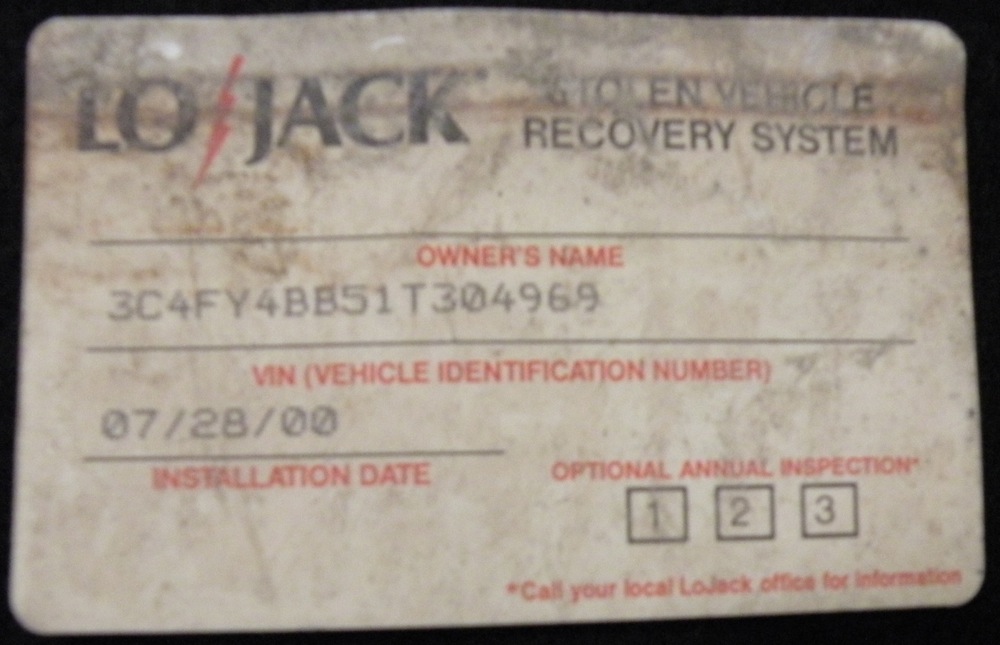 LO/JACK
STOLEN VEHICLE
RECOVERY SYSTEM
OWNER'S NAME
3C4FY4BB51T304969
VIN (VEHICLE IDENTIFICATION NUMBER)
07/28/00
INSTALLATION DATE
OPTIONAL ANNUAL INSPECTION*
1 2 3
*Call your local LoJack office for information